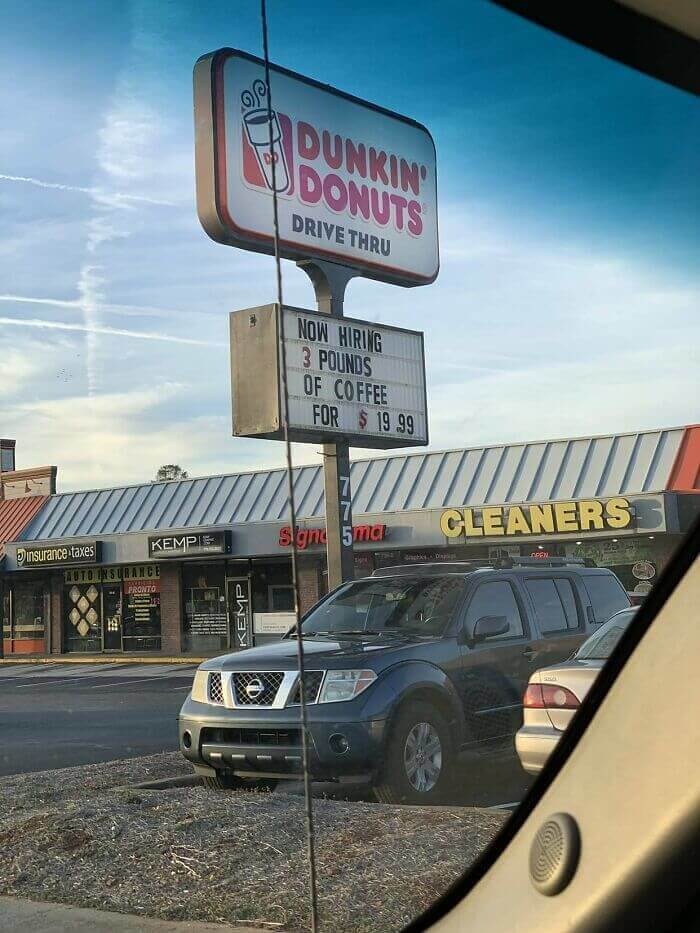 DD
DUNKIN'
DONUTS
DRIVE THRU
NOW HIRING
3 POUNDS
OF COFFEE
FOR $ 19.99
775
insurance taxes
KEMP
CLEANERS
OPEN
AUTO INSURANCE
PRONTO
KEMP